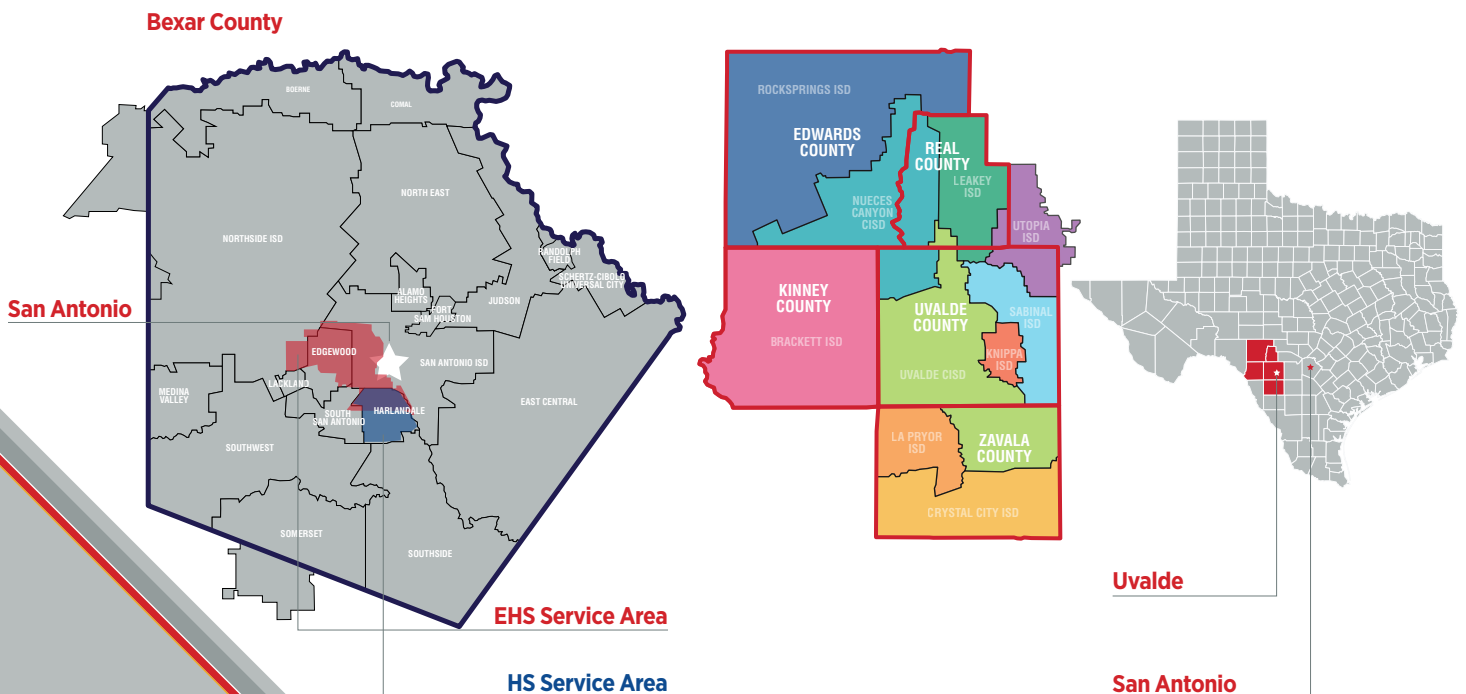 Bexar County
BOERNE
COMAL
NORTH EAST
NORTHSIDE ISD
RANDOLPH
FIELD
SCHERTZ-CIBOLO
UNIVERSAL CITY
ALAMO
HEIGHTS
JUDSON
FORT
SAM HOUSTON
San Antonio
EDGEWOOD
SAN ANTONIO ISD
LACKLAND
MEDINA
VALLEY
EAST CENTRAL
HARLANDALE
SOUTH
SAN ANTONIO
SOUTHWEST
SOMERSET
SOUTHSIDE
EHS Service Area
HS Service Area
ROCKSPRINGS ISD
EDWARDS
COUNTY
REAL
COUNTY
LEAKEY
ISD
NUECES
CANYON
CISD
UTOPIA
ISD
KINNEY
COUNTY
BRACKETT ISD
UVALDE
COUNTY
SABINAL
ISD
KNIPPA
ISD
UVALDE CISD
LA PRYOR
ISD
ZAVALA
COUNTY
CRYSTAL CITY ISD
Uvalde
San Antonio